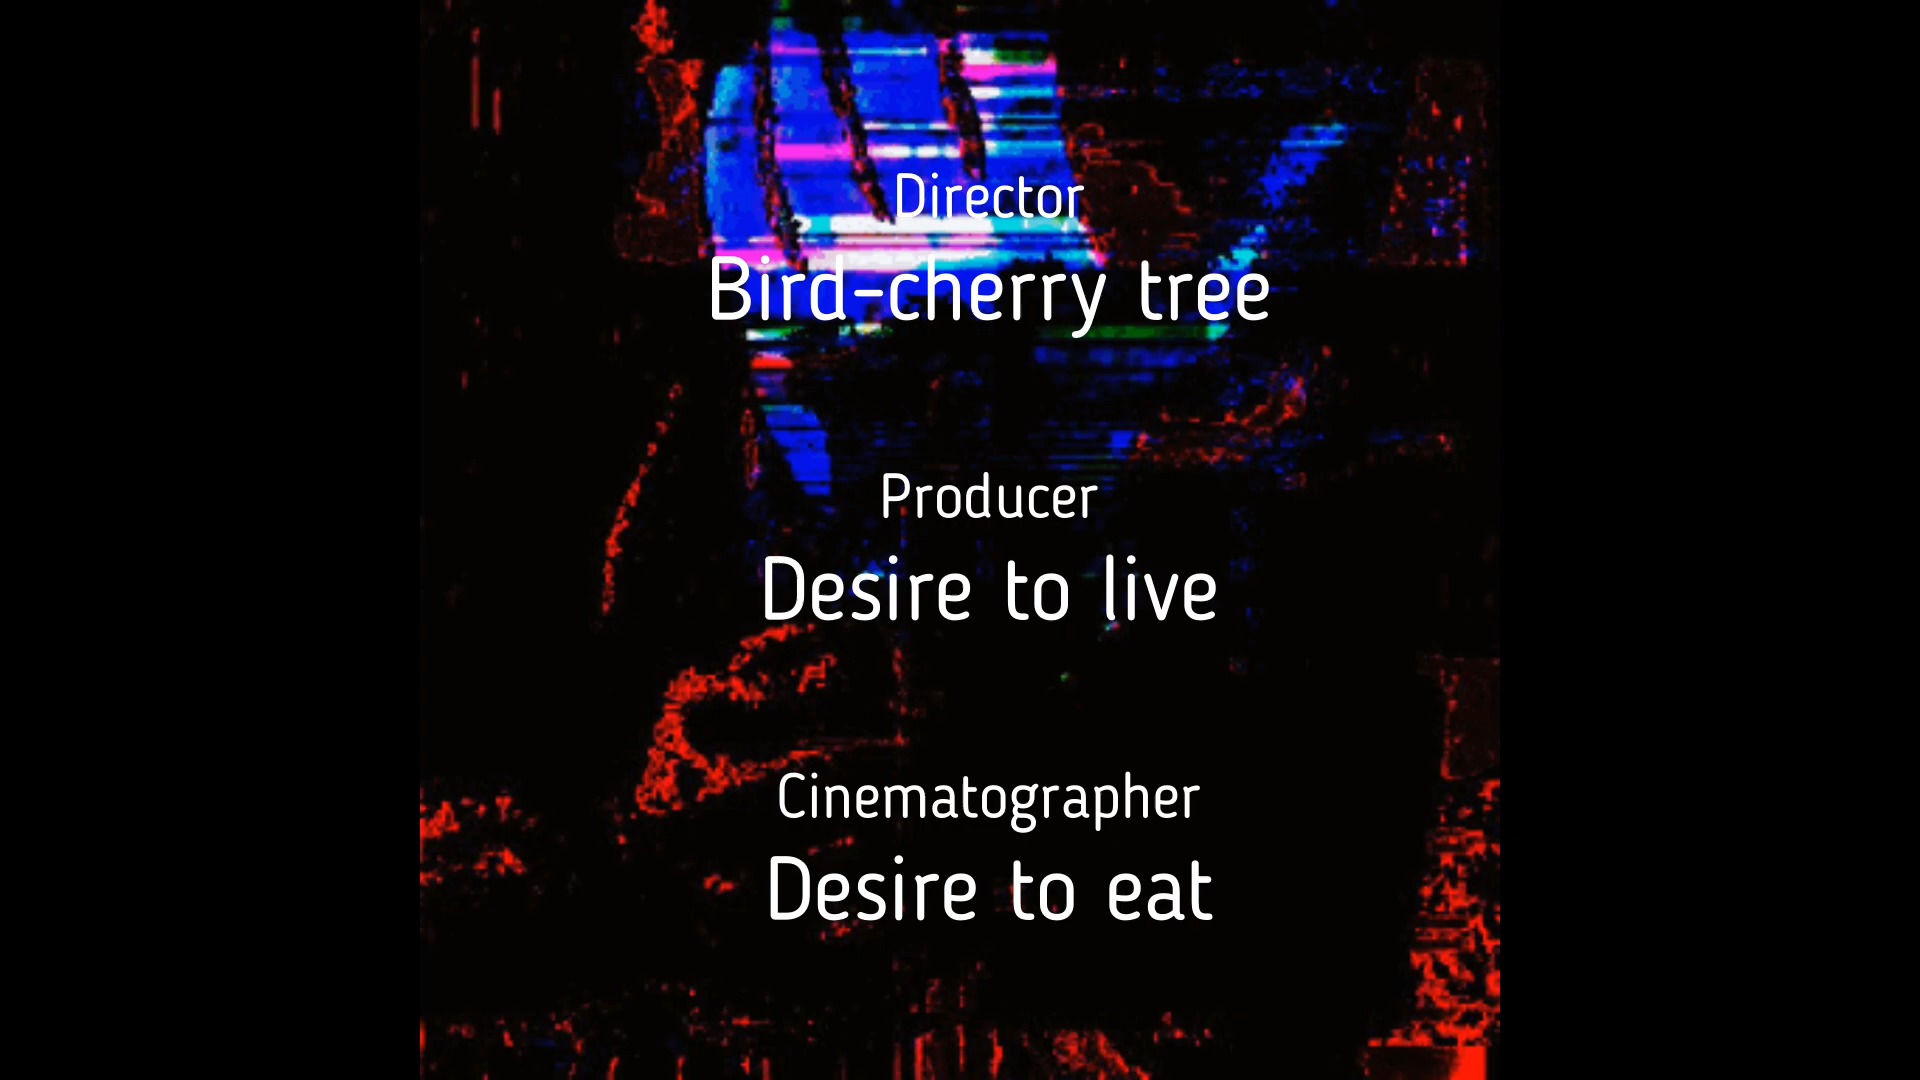 Director
Bird-cherry tree
Producer
Desire to live
Cinematographer
Desire to eat